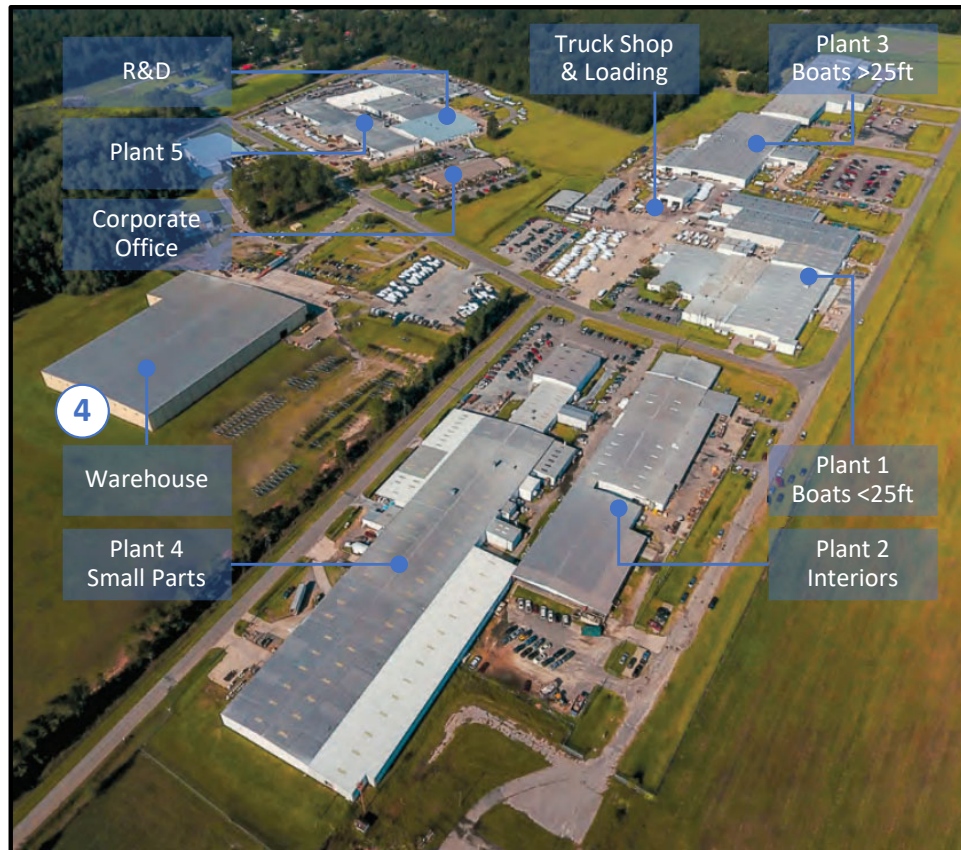 R&D
Truck Shop
& Loading
Plant 3
Boats >25ft
Plant 5
Corporate
Office
4
Warehouse
Plant 1
Boats <25ft
Plant 4
Small Parts
Plant 2
Interiors